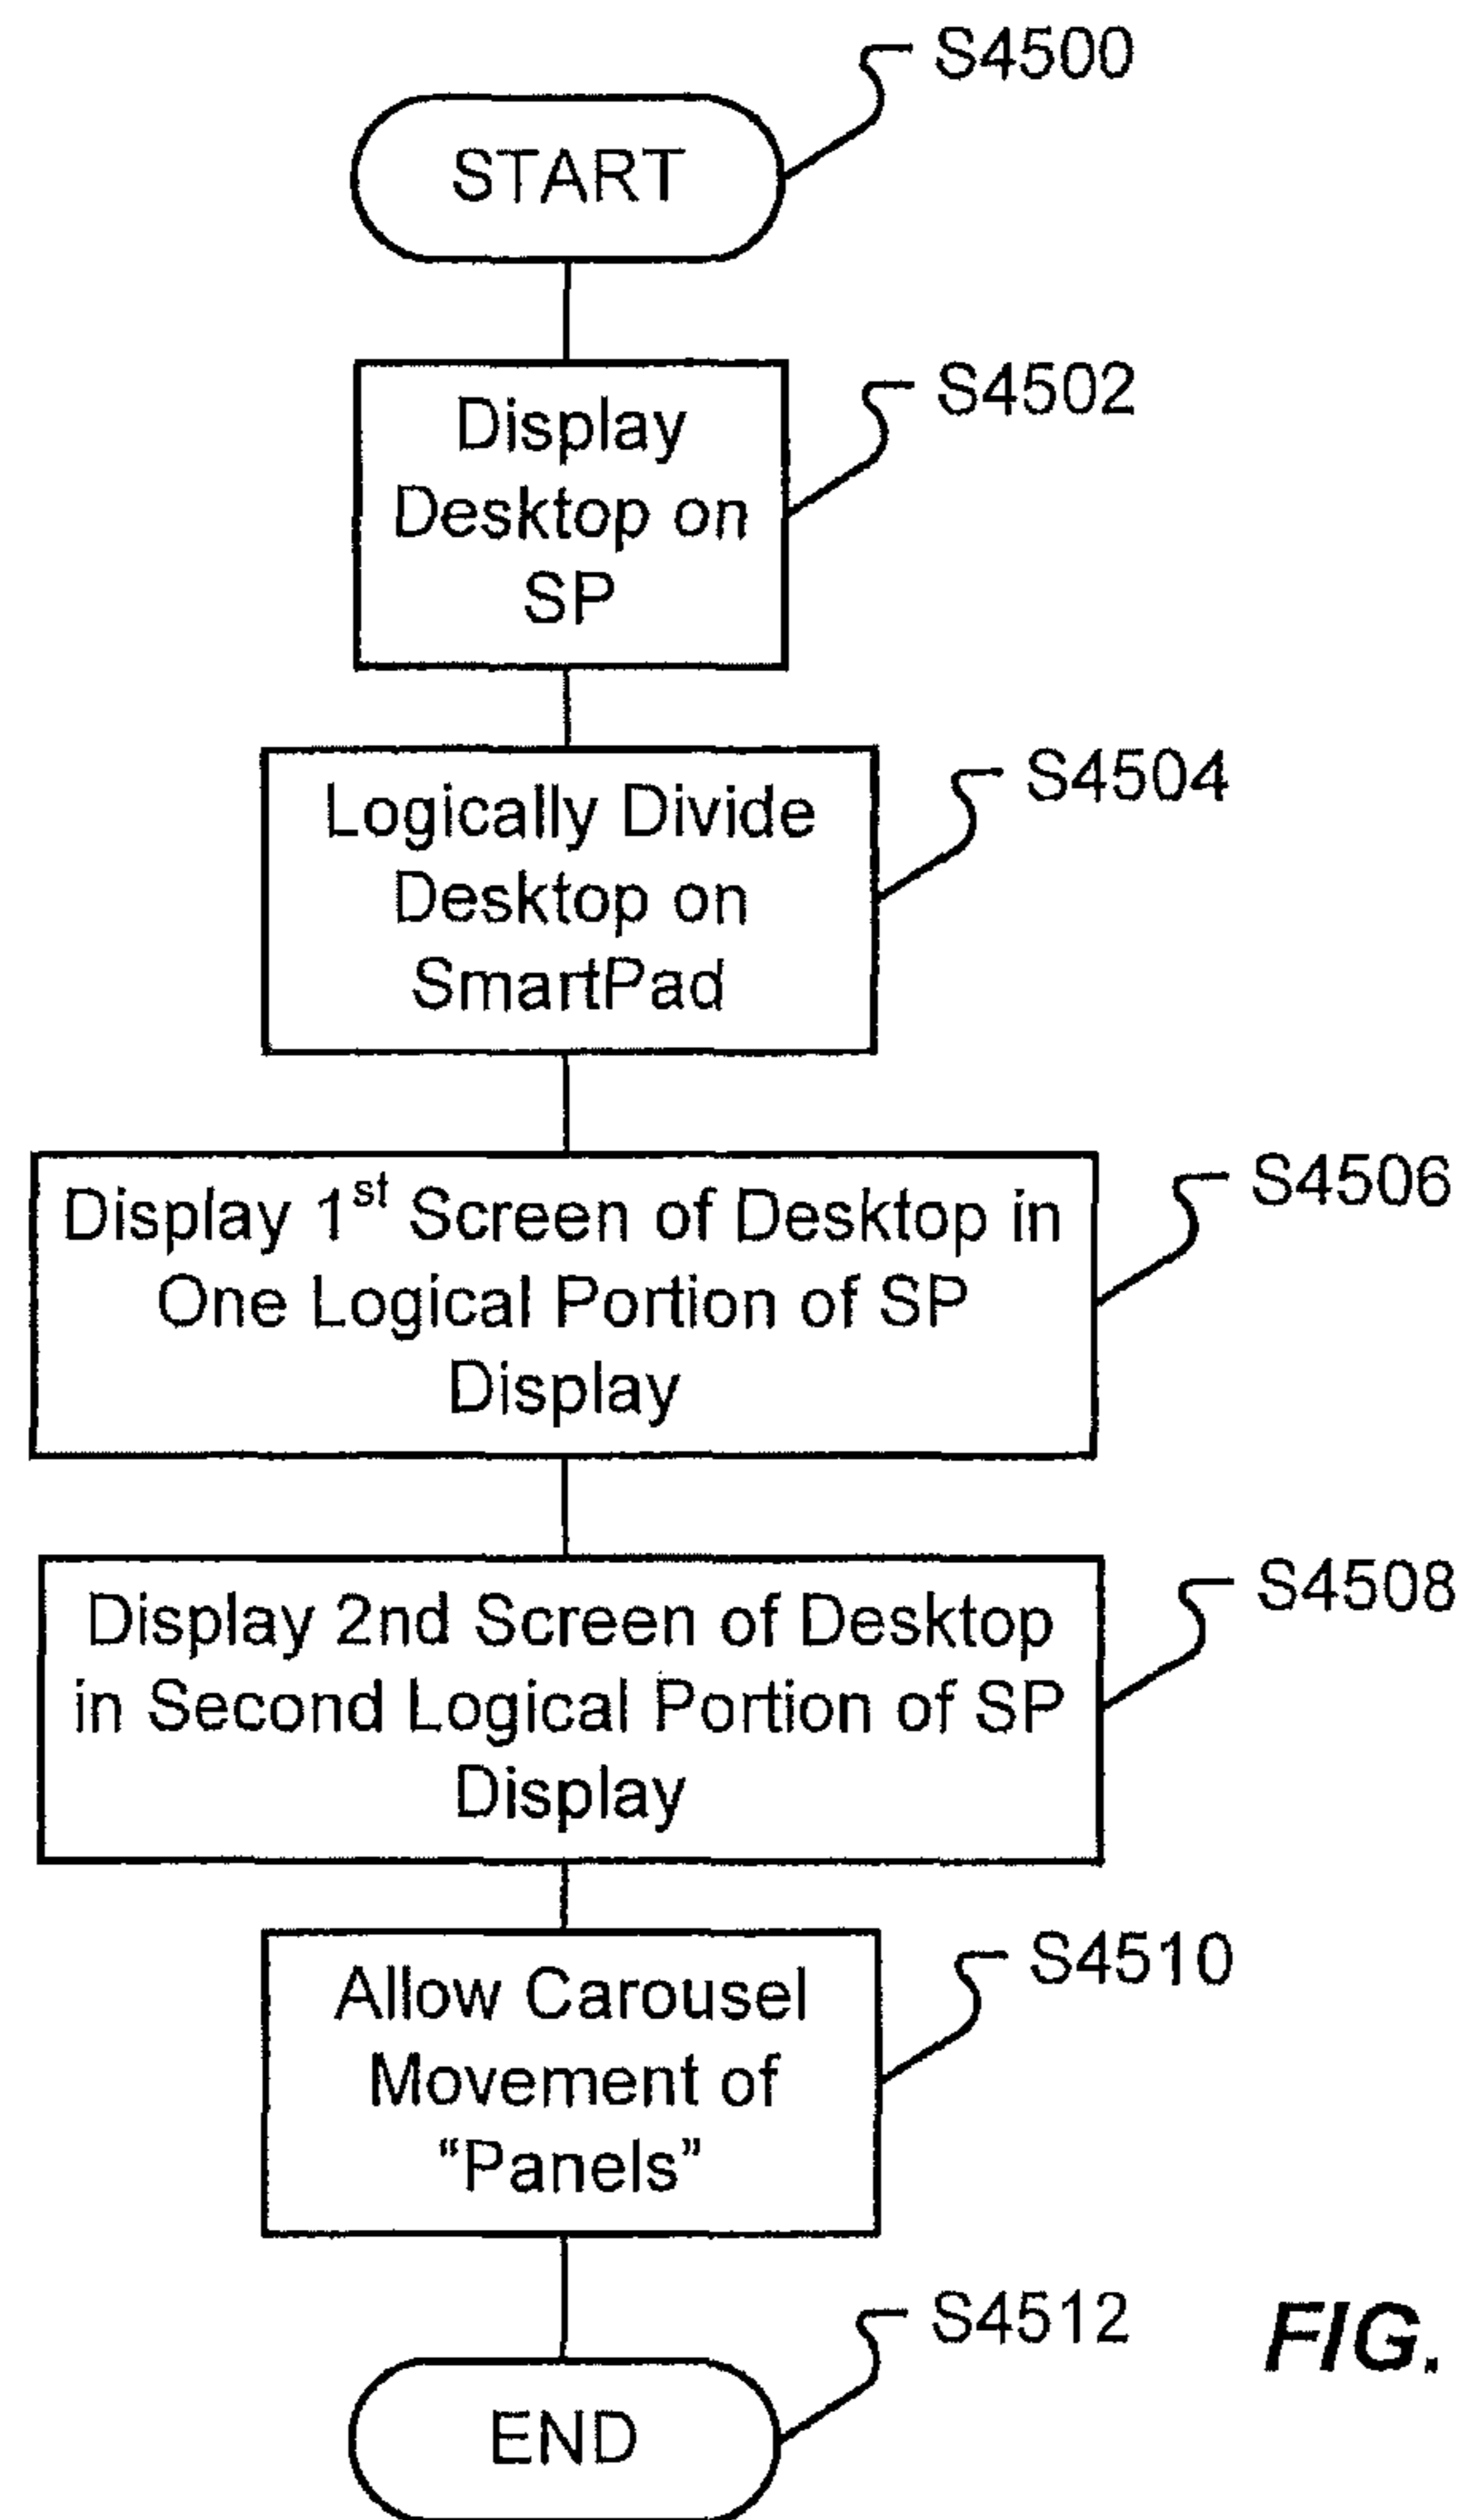 S4500
START
S4502
Display
Desktop on
SP
S4504
Logically Divide
Desktop on
SmartPad
S4506
Display 1st Screen of Desktop in
One Logical Portion of SP
Display
S4508
Display 2nd Screen of Desktop
in Second Logical Portion of SP
Display
S4510
Allow Carousel
Movement of
“Panels”
S4512
FIG.
END